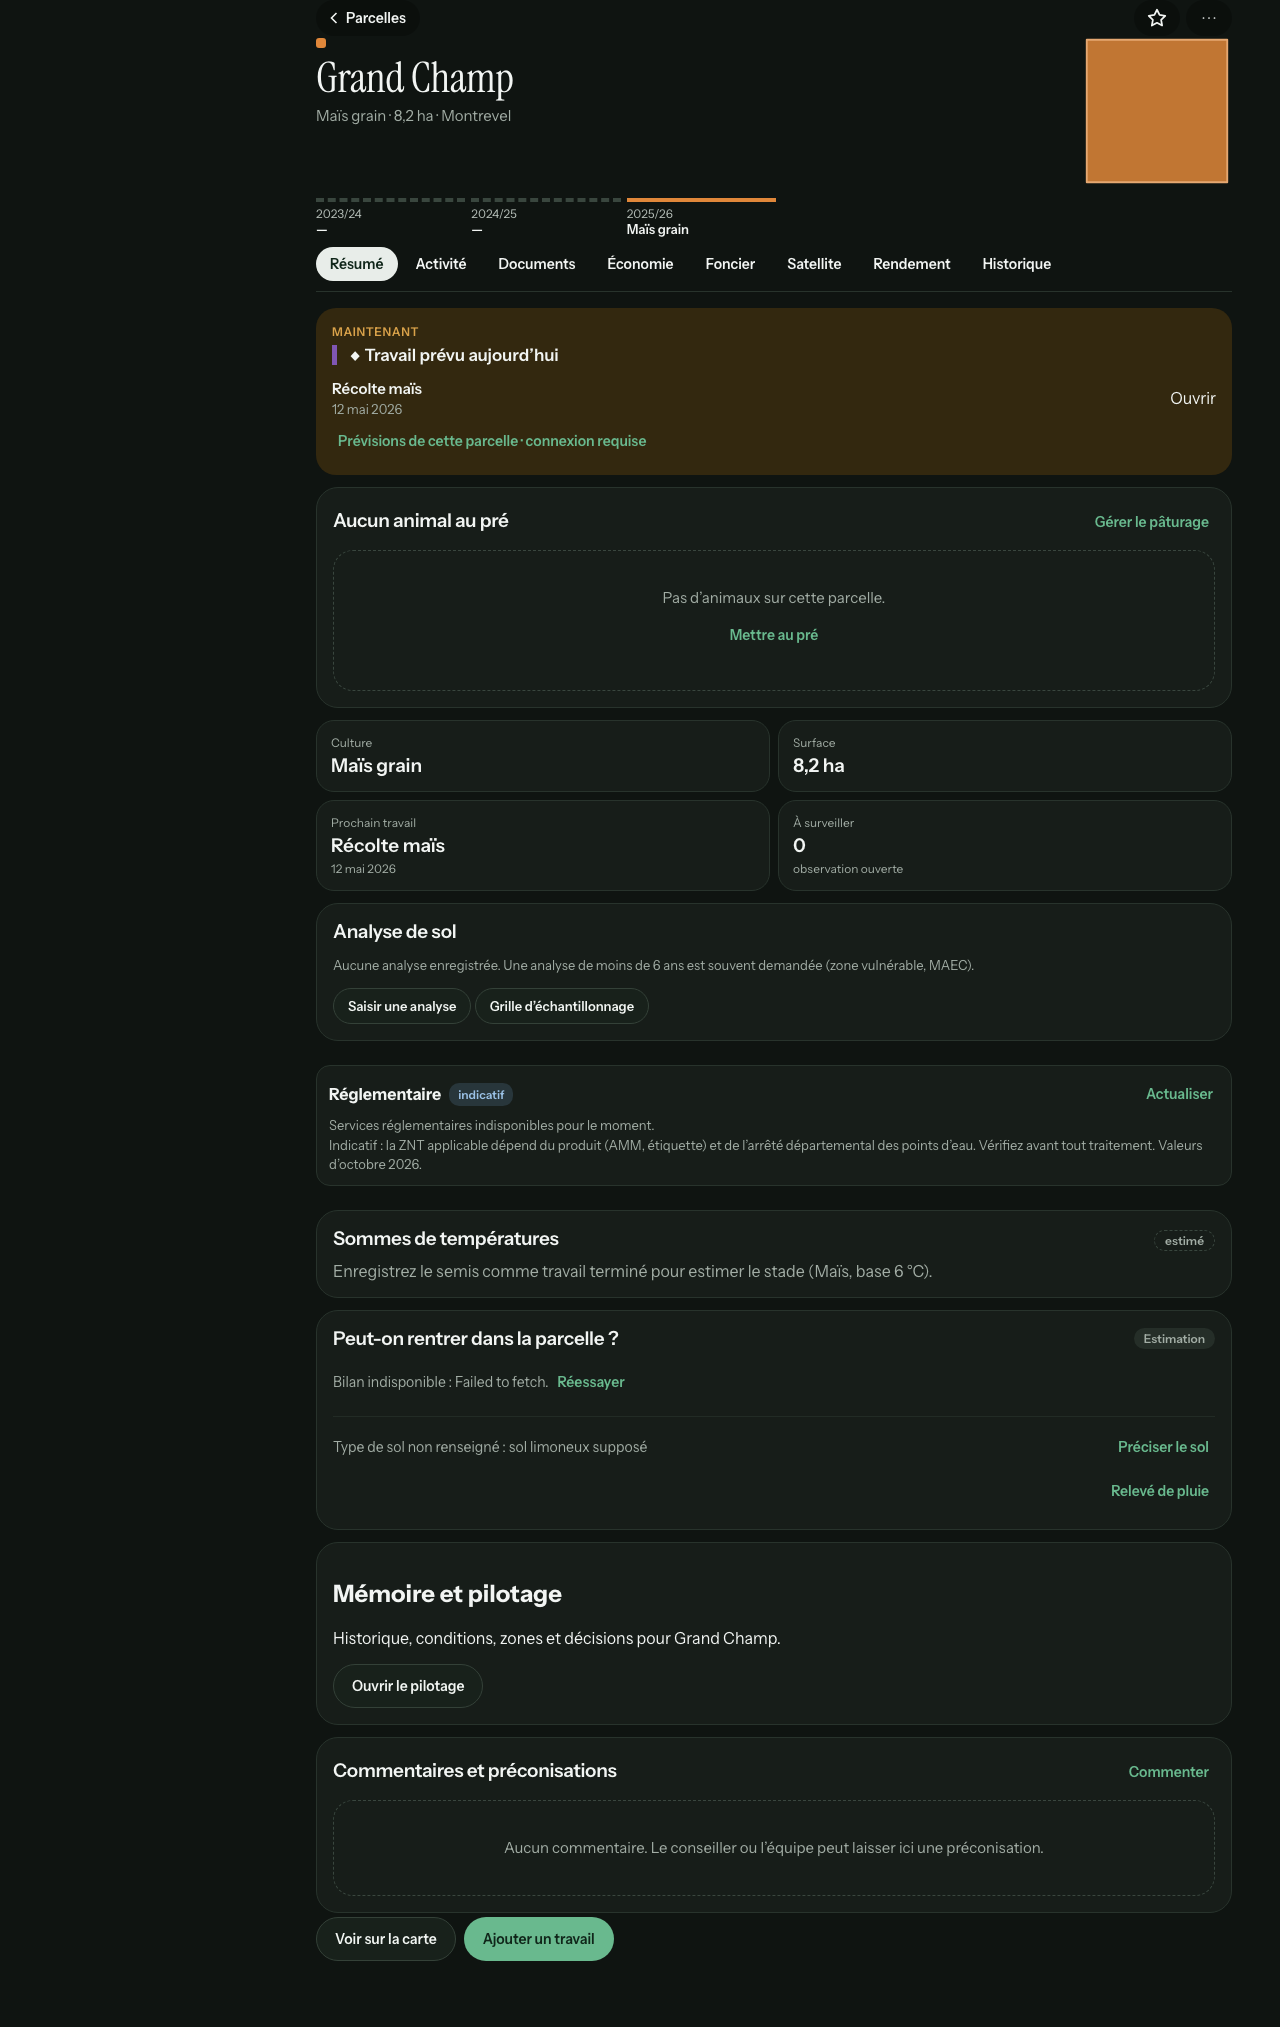 Parcelles
Grand Champ
Maïs grain · 8,2 ha · Montrevel
2023/24
—
2024/25
—
2025/26
Maïs grain
Résumé
Activité
Documents
Économie
Foncier
Satellite
Rendement
Historique
MAINTENANT
Travail prévu aujourd’hui
Récolte maïs
12 mai 2026
Ouvrir
Prévisions de cette parcelle · connexion requise
Aucun animal au pré
Gérer le pâturage
Pas d’animaux sur cette parcelle.
Mettre au pré
Culture
Maïs grain
Surface
8,2 ha
Prochain travail
Récolte maïs
12 mai 2026
À surveiller
0
observation ouverte
Analyse de sol
Aucune analyse enregistrée. Une analyse de moins de 6 ans est souvent demandée (zone vulnérable, MAEC).
Saisir une analyse
Grille d’échantillonnage
Réglementaire
indicatif
Actualiser
Services réglementaires indisponibles pour le moment.
Indicatif : la ZNT applicable dépend du produit (AMM, étiquette) et de l’arrêté départemental des points d’eau. Vérifiez avant tout traitement. Valeurs
d’octobre 2026.
Sommes de températures
estimé
Enregistrez le semis comme travail terminé pour estimer le stade (Maïs, base 6 °C).
Peut-on rentrer dans la parcelle ?
Estimation
Bilan indisponible : Failed to fetch.
Réessayer
Type de sol non renseigné : sol limoneux supposé
Préciser le sol
Relevé de pluie
Mémoire et pilotage
Historique, conditions, zones et décisions pour Grand Champ.
Ouvrir le pilotage
Commentaires et préconisations
Commenter
Aucun commentaire. Le conseiller ou l’équipe peut laisser ici une préconisation.
Voir sur la carte
Ajouter un travail